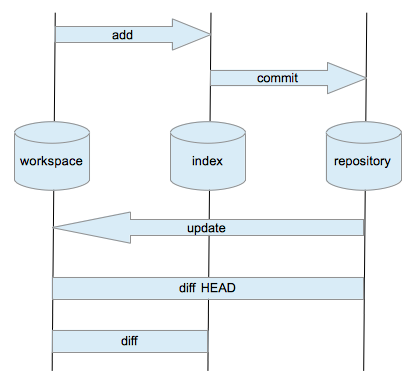 add
commit
workspace
index
repository
update
diff HEAD
diff